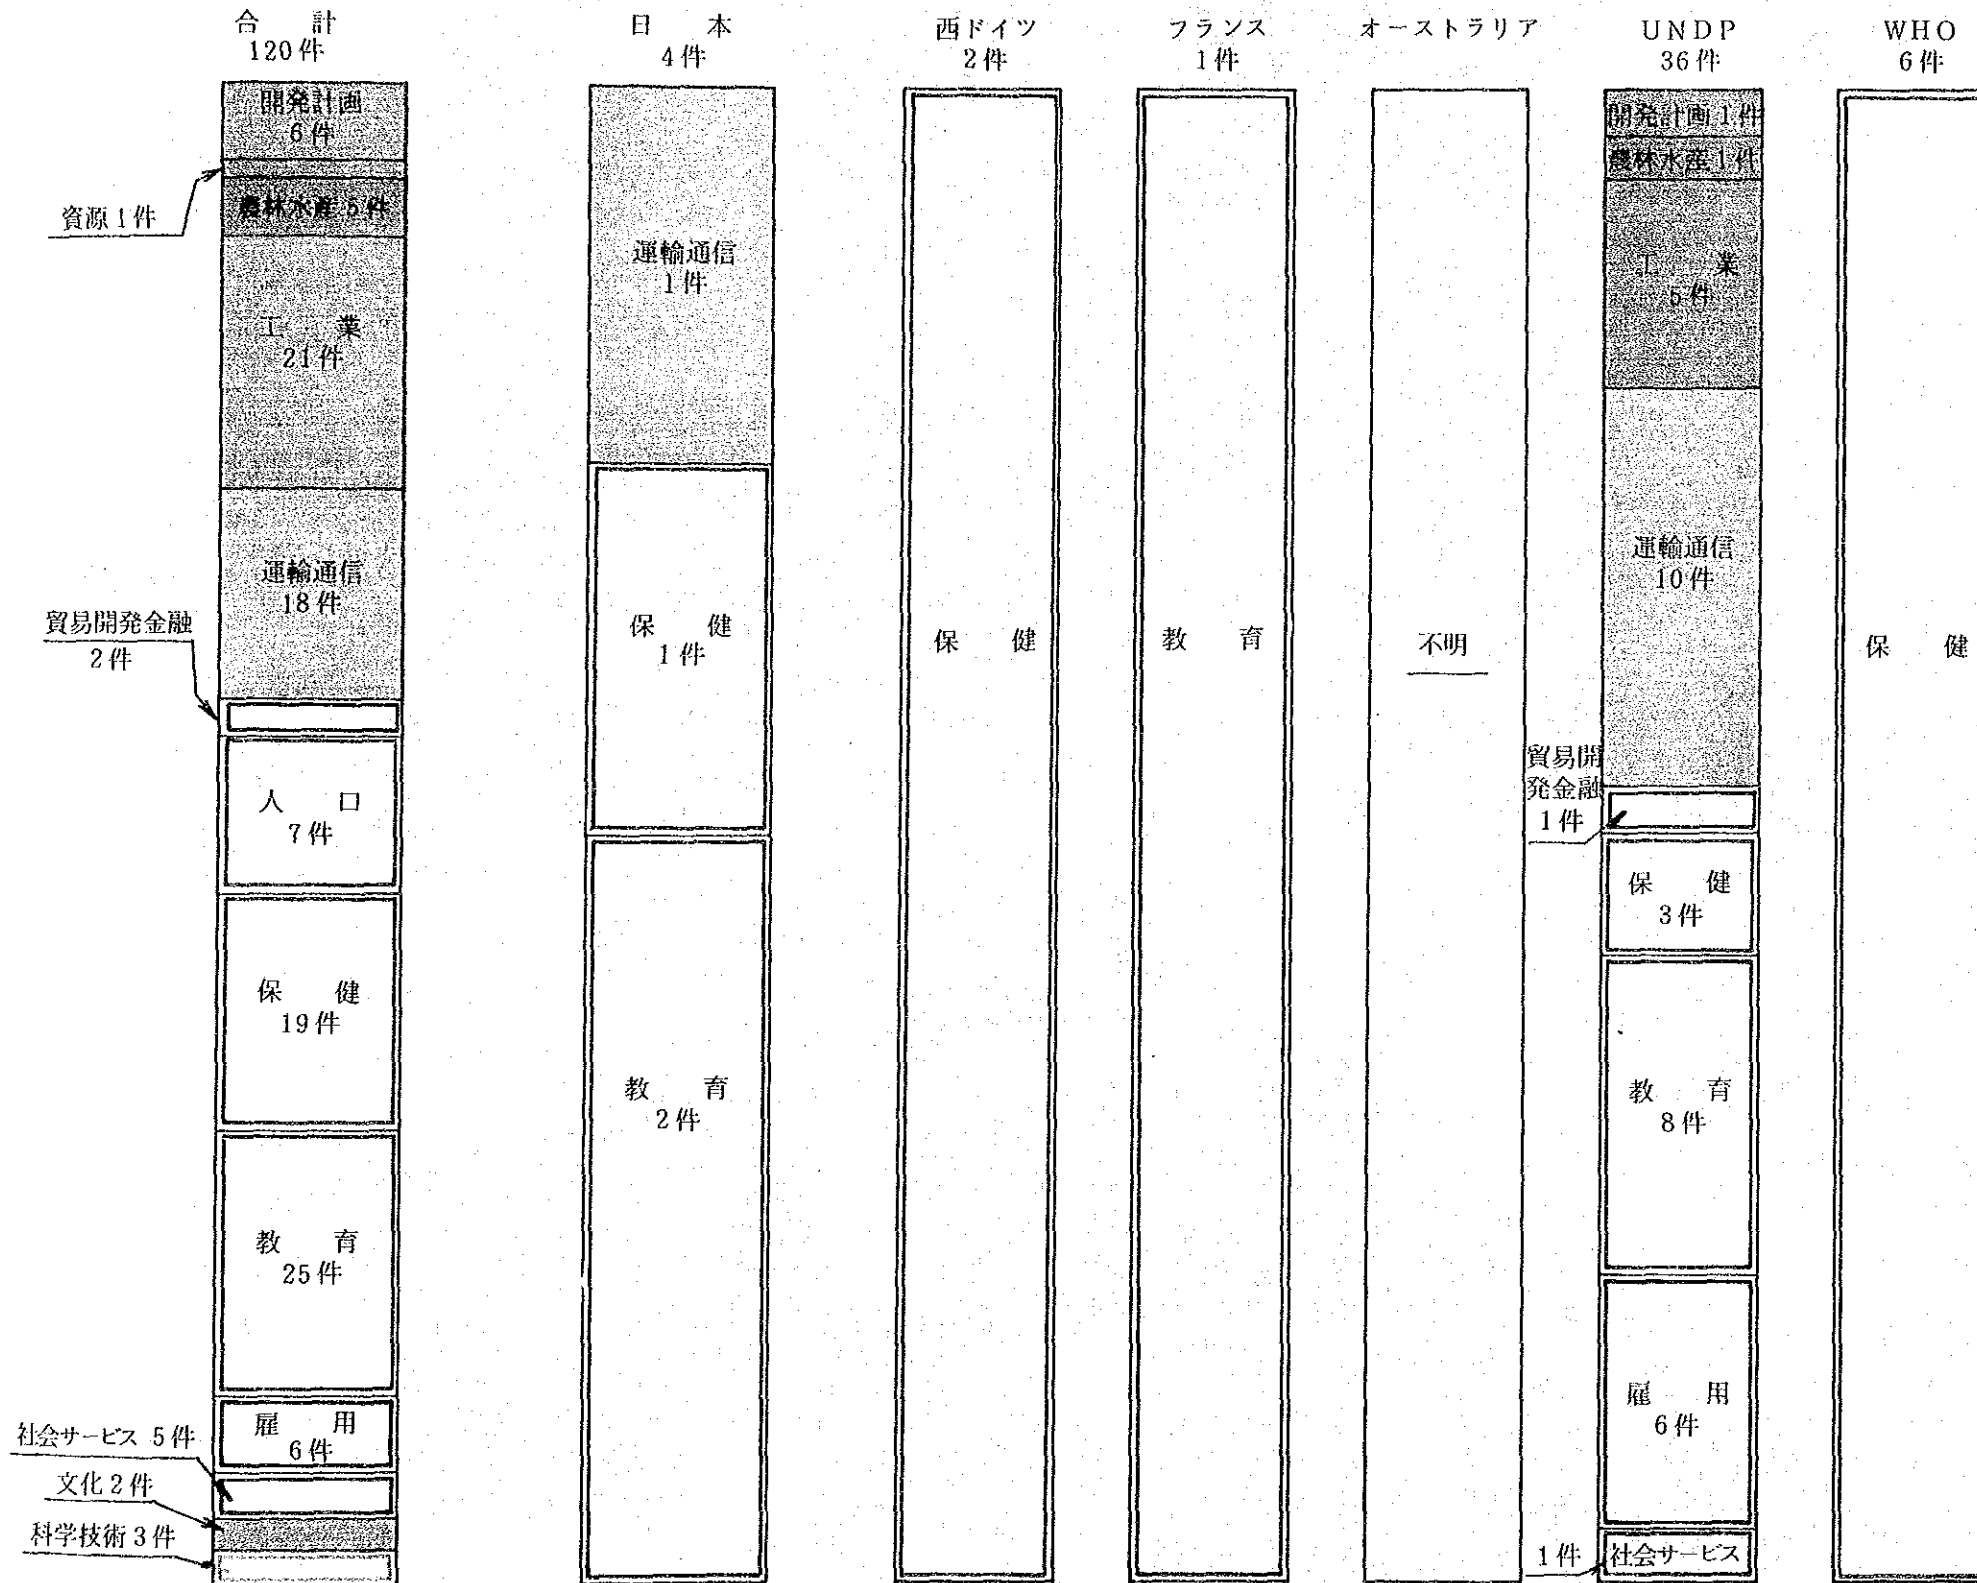 合計
120件
開発計画
6件
資源1件
農林水産5件
工業
21件
運輸通信
18件
貿易開発金融
2件
人口
7件
保健
19件
教育
25件
雇用
6件
社会サービス 5件
文化2件
科学技術3件
日本
4件
運輸通信
1件
保健
1件
教育
2件
西ドイツ
2件
保健
フランス
1件
教育
オーストラリア
不明
UNDP
36件
開発計画1件
農林水産1件
工業
5件
運輸通信
10件
貿易開
発金融
1件
保健
3件
教育
8件
雇用
6件
1件
社会サービス
WHO
6件
保健